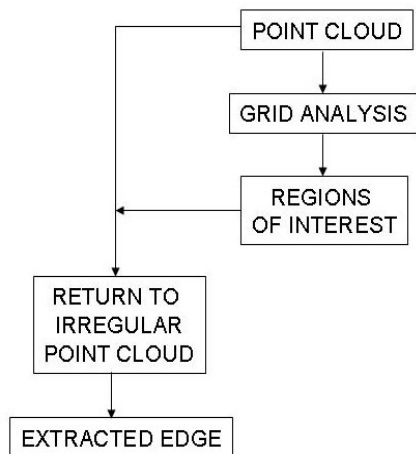 POINT CLOUD
GRID ANALYSIS
REGIONS
OF INTEREST
RETURN TO
IRREGULAR
POINT CLOUD
EXTRACTED EDGE